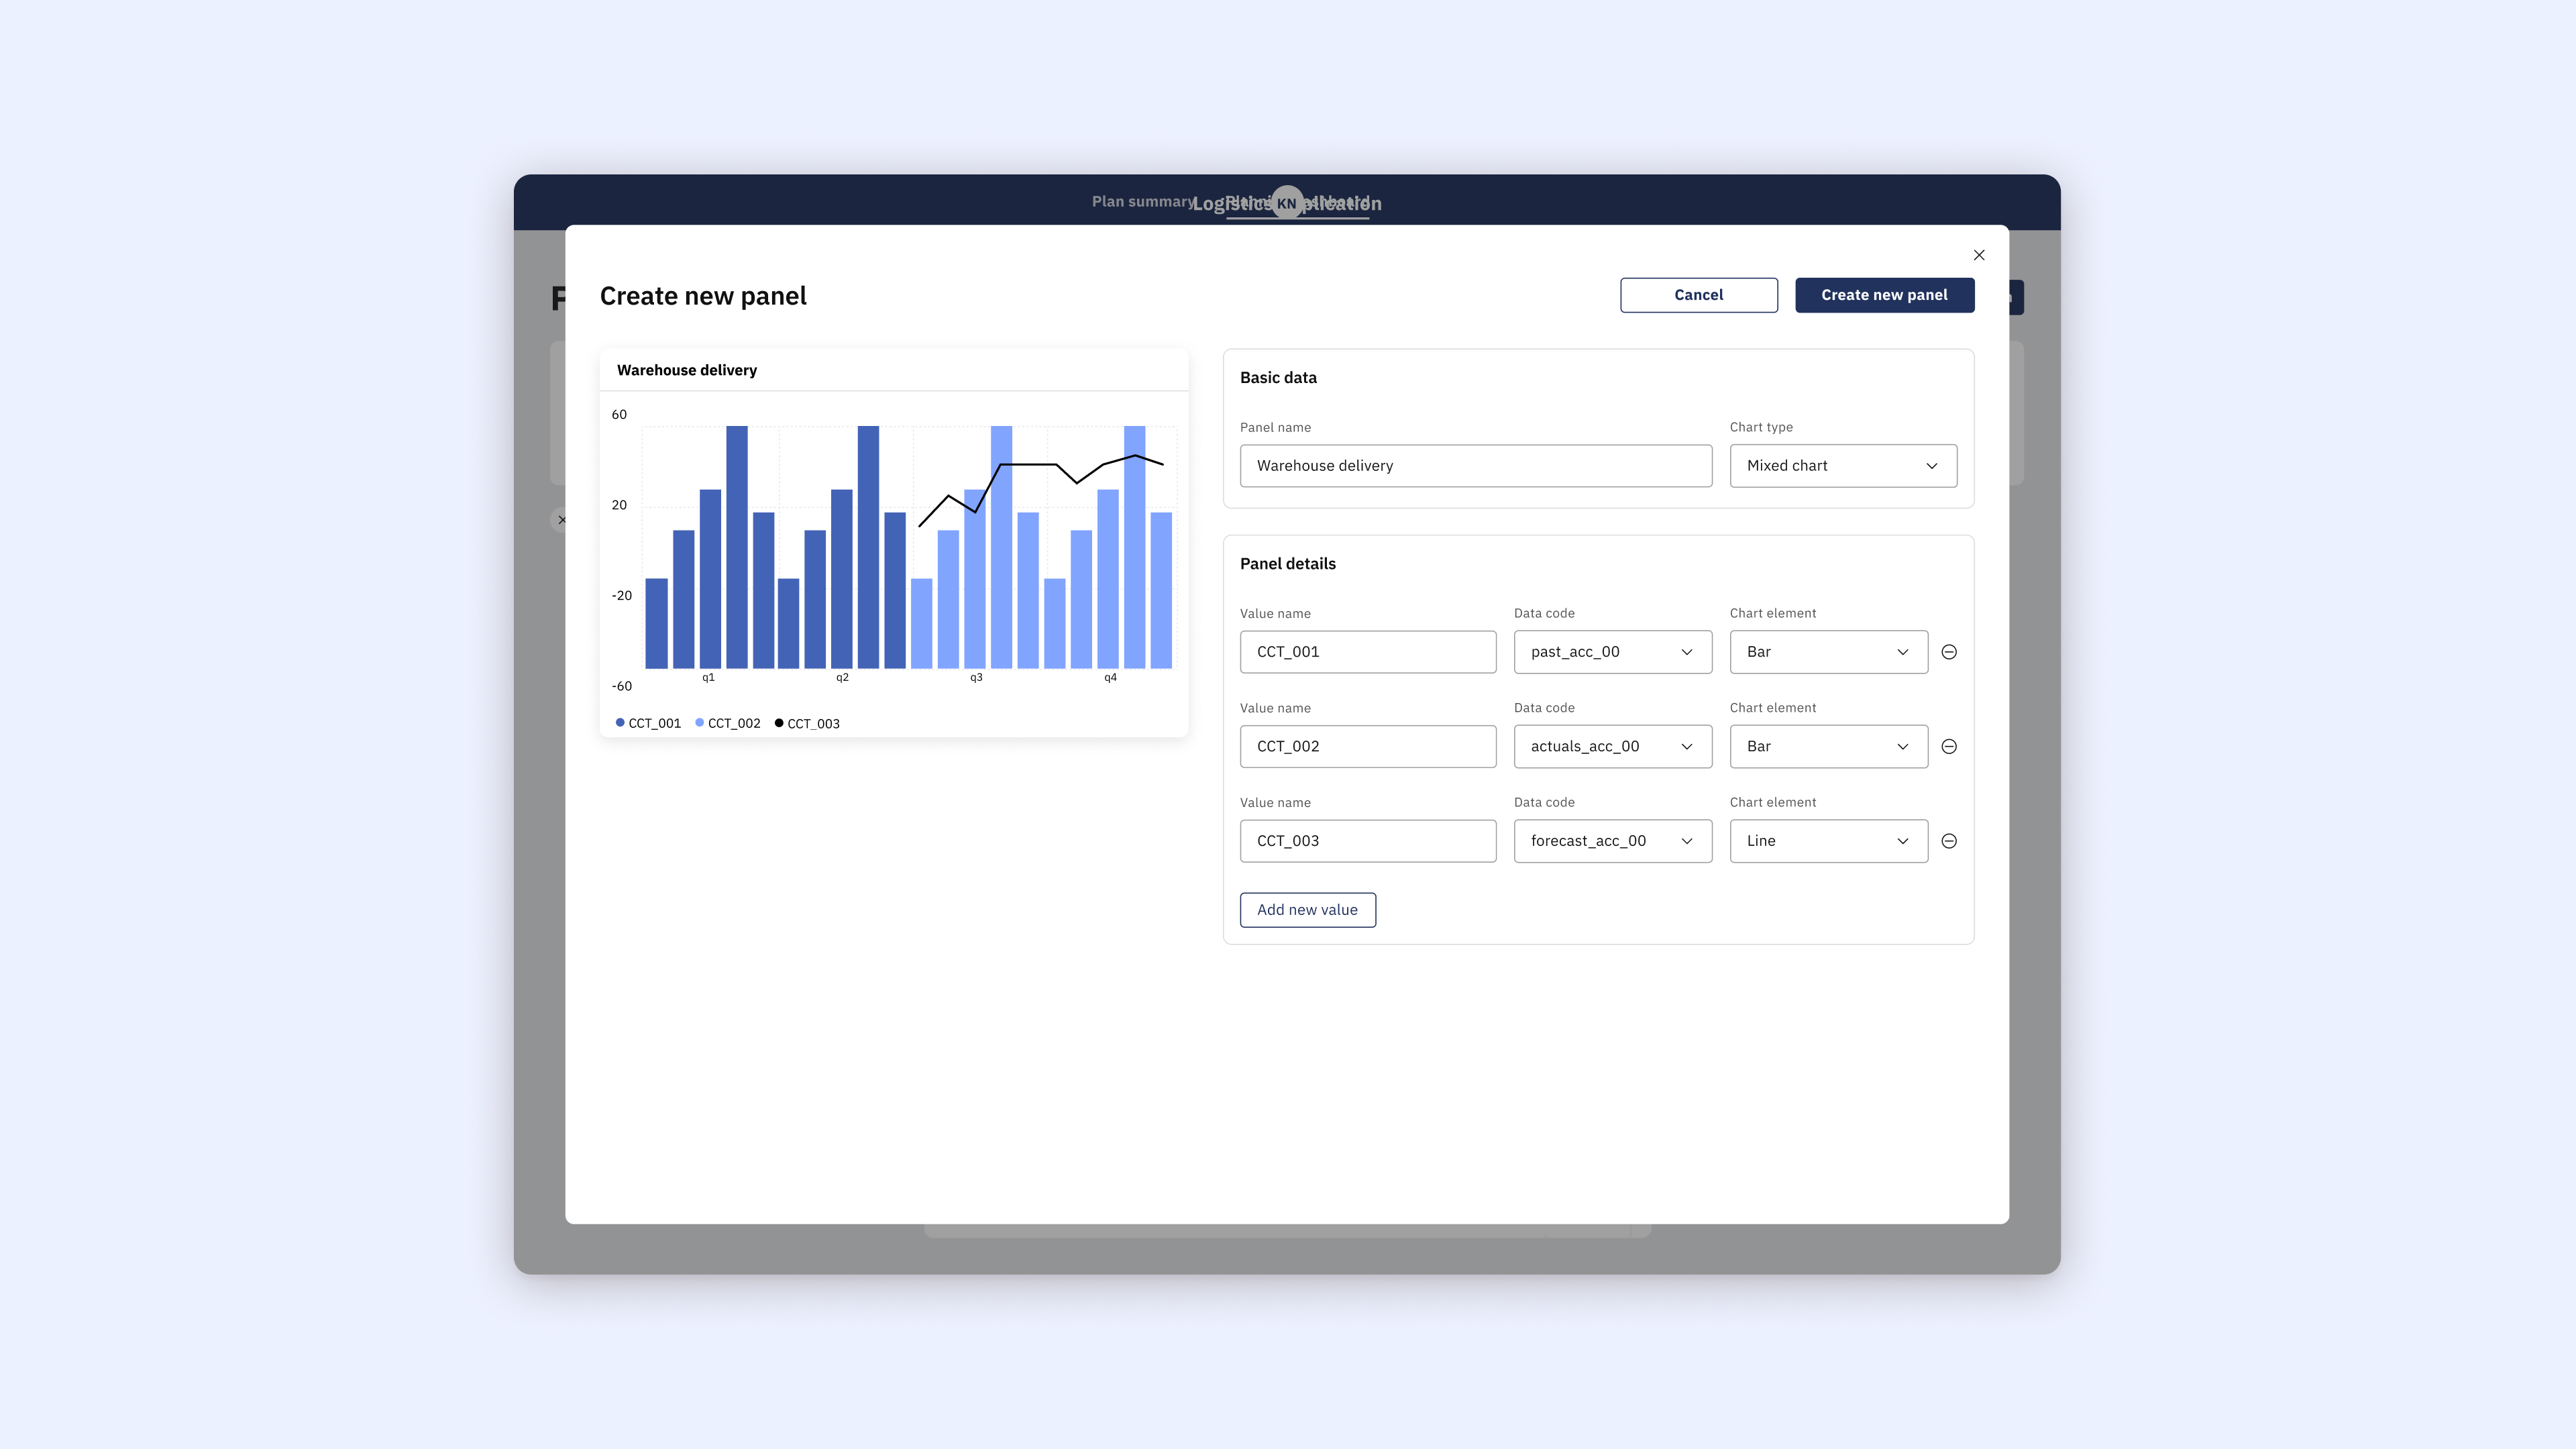 Plan summary
Logistics
KN
Create new panel
Cancel
Create new panel
Warehouse delivery
60
20
-20
-60
q1 q2 q3 q4
CCT_001 CCT_002 CCT_003
Basic data
Panel name Chart type
Warehouse delivery Mixed chart
Panel details
Value name Data code Chart element
CCT_001 past_acc_00 Bar
Value name Data code Chart element
CCT_002 actuals_acc_00 Bar
Value name Data code Chart element
CCT_003 forecast_acc_00 Line
Add new value